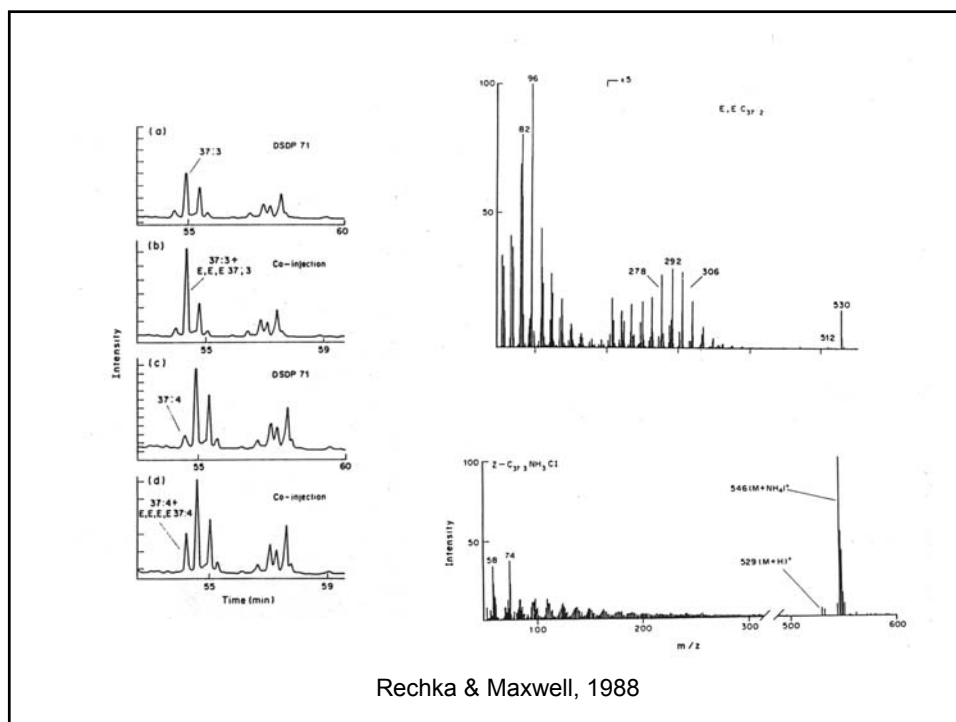 (a)
37:3
DSDP 71
55
60
(b)
37:3+
E,E,E 37:3
Co-injection
55
59
Intensity
(c)
DSDP 71
37:4
55
60
(d)
37:4+
E,E,E,E 37:4
Co-injection
55
59
Time (min)
100
96
×5
E,E C37:2
82
50
278
292
306
530
512
100
Z-C37:3 NH3 CI
546(M+NH4)+
50
Intensity
58
74
529(M+H)+
100
200
300
500
600
m/z
Rechka & Maxwell, 1988